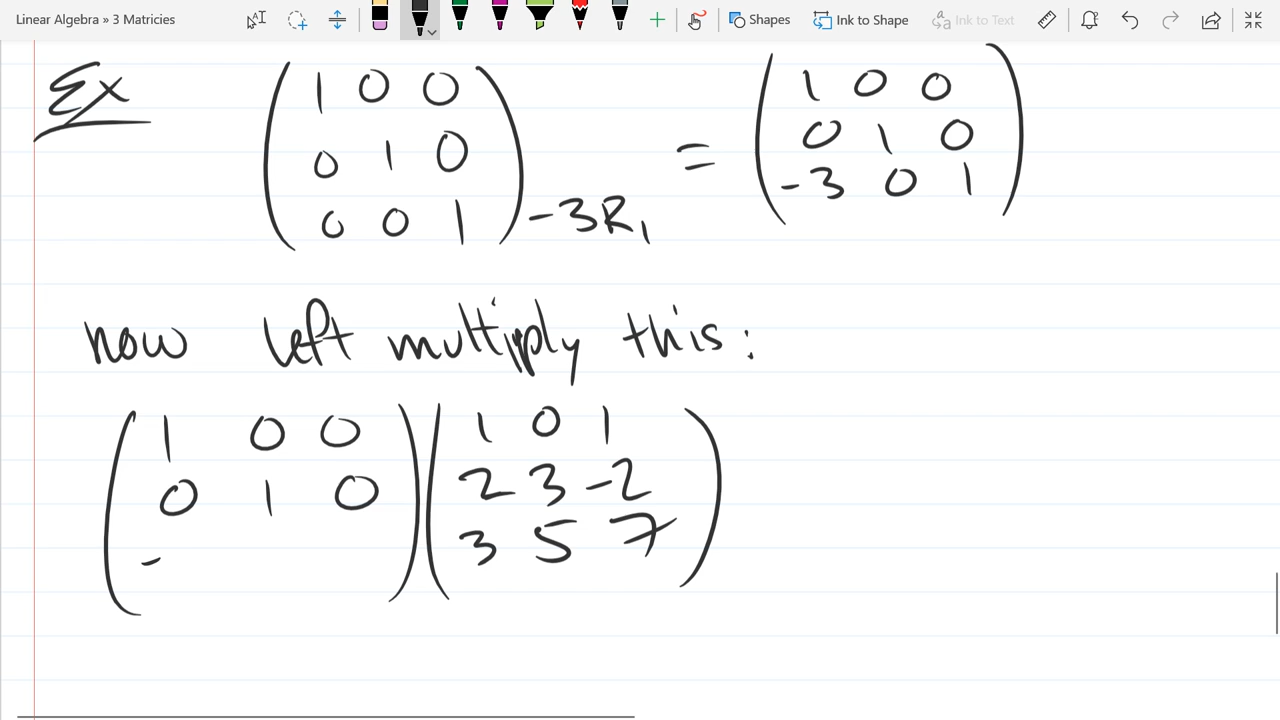 Linear Algebra » 3 Matricies
Shapes Ink to Shape Ink to Text
Ex
1 0 0
0 1 0
0 0 1 -3R₁
=
1 0 0
0 1 0
-3 0 1
now left multiply this:
1 0 0 1 0 1
0 1 0 2 3 -2
- 3 5 7